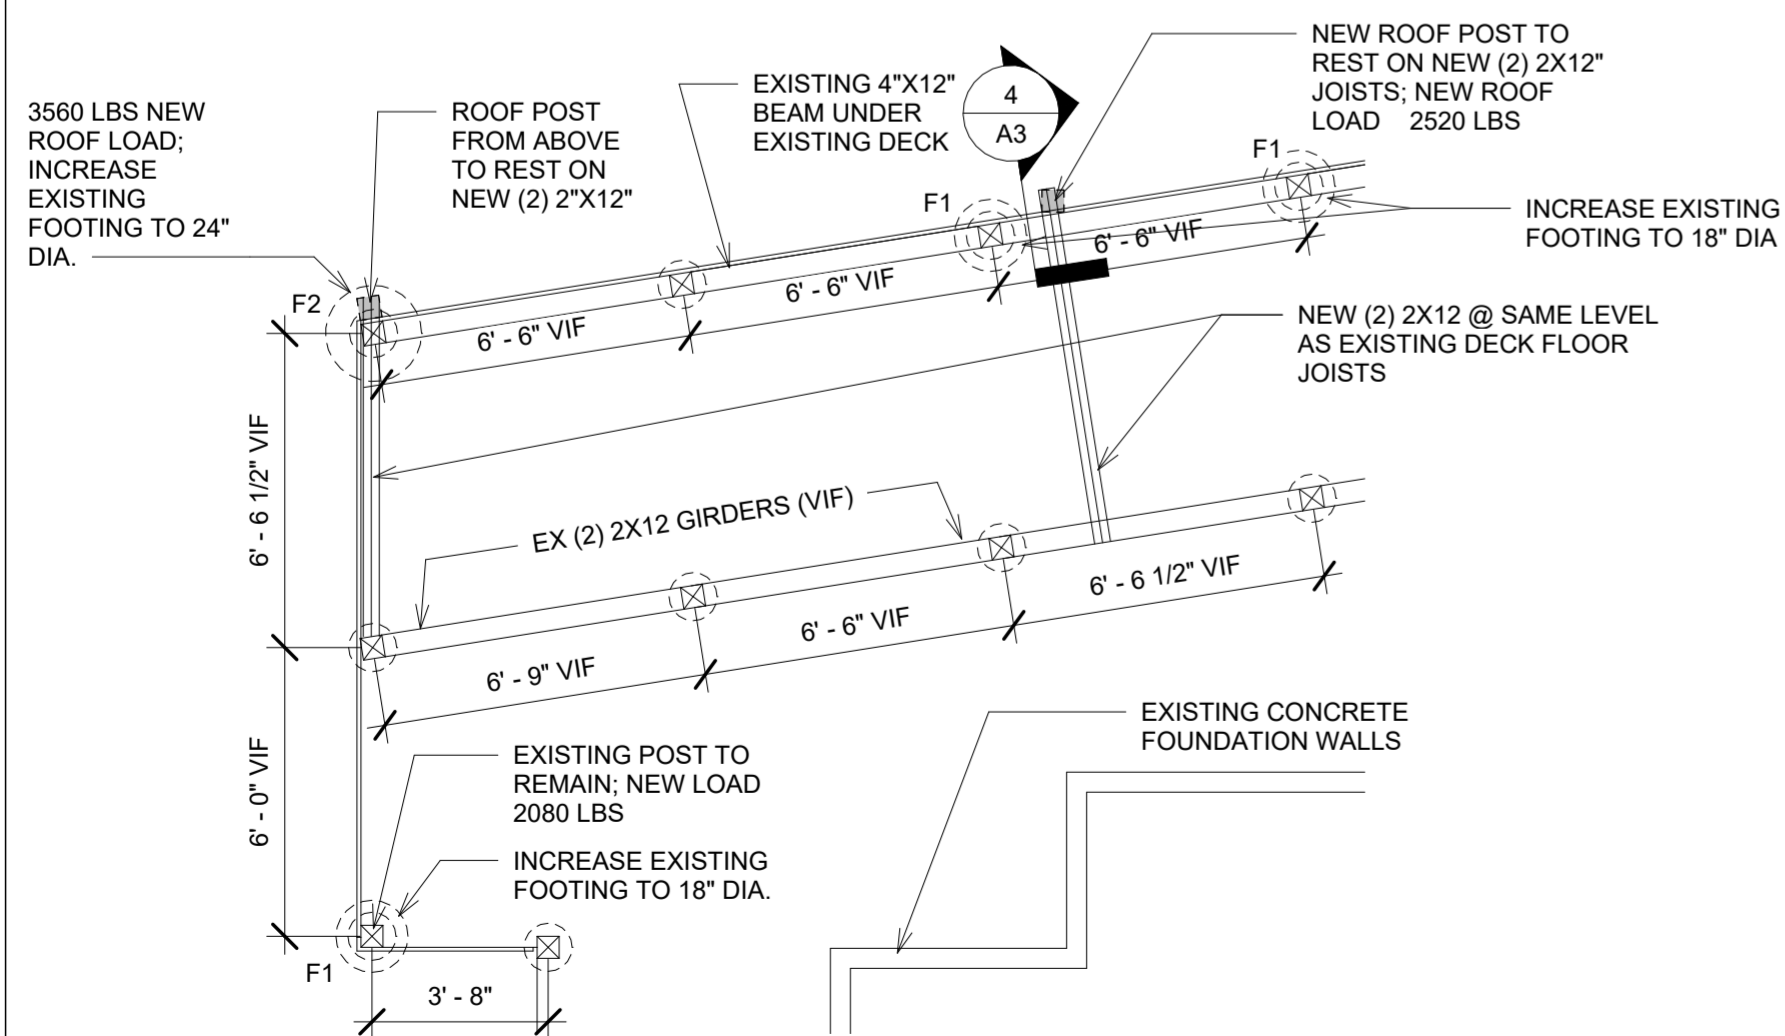 3560 LBS NEW
ROOF LOAD;
INCREASE
EXISTING
FOOTING TO 24"
DIA.
ROOF POST
FROM ABOVE
TO REST ON
NEW (2) 2"X12"
EXISTING 4"X12"
BEAM UNDER
EXISTING DECK
4
A3
NEW ROOF POST TO
REST ON NEW (2) 2X12"
JOISTS; NEW ROOF
LOAD 2520 LBS
F1
F1
INCREASE EXISTING
FOOTING TO 18" DIA
F2
6' - 6" VIF
6' - 6" VIF
6' - 6" VIF
NEW (2) 2X12 @ SAME LEVEL
AS EXISTING DECK FLOOR
JOISTS
6' - 6 1/2" VIF
EX (2) 2X12 GIRDERS (VIF)
6' - 9" VIF
6' - 6" VIF
6' - 6 1/2" VIF
6' - 0" VIF
EXISTING POST TO
REMAIN; NEW LOAD
2080 LBS
INCREASE EXISTING
FOOTING TO 18" DIA.
EXISTING CONCRETE
FOUNDATION WALLS
F1
3' - 8"